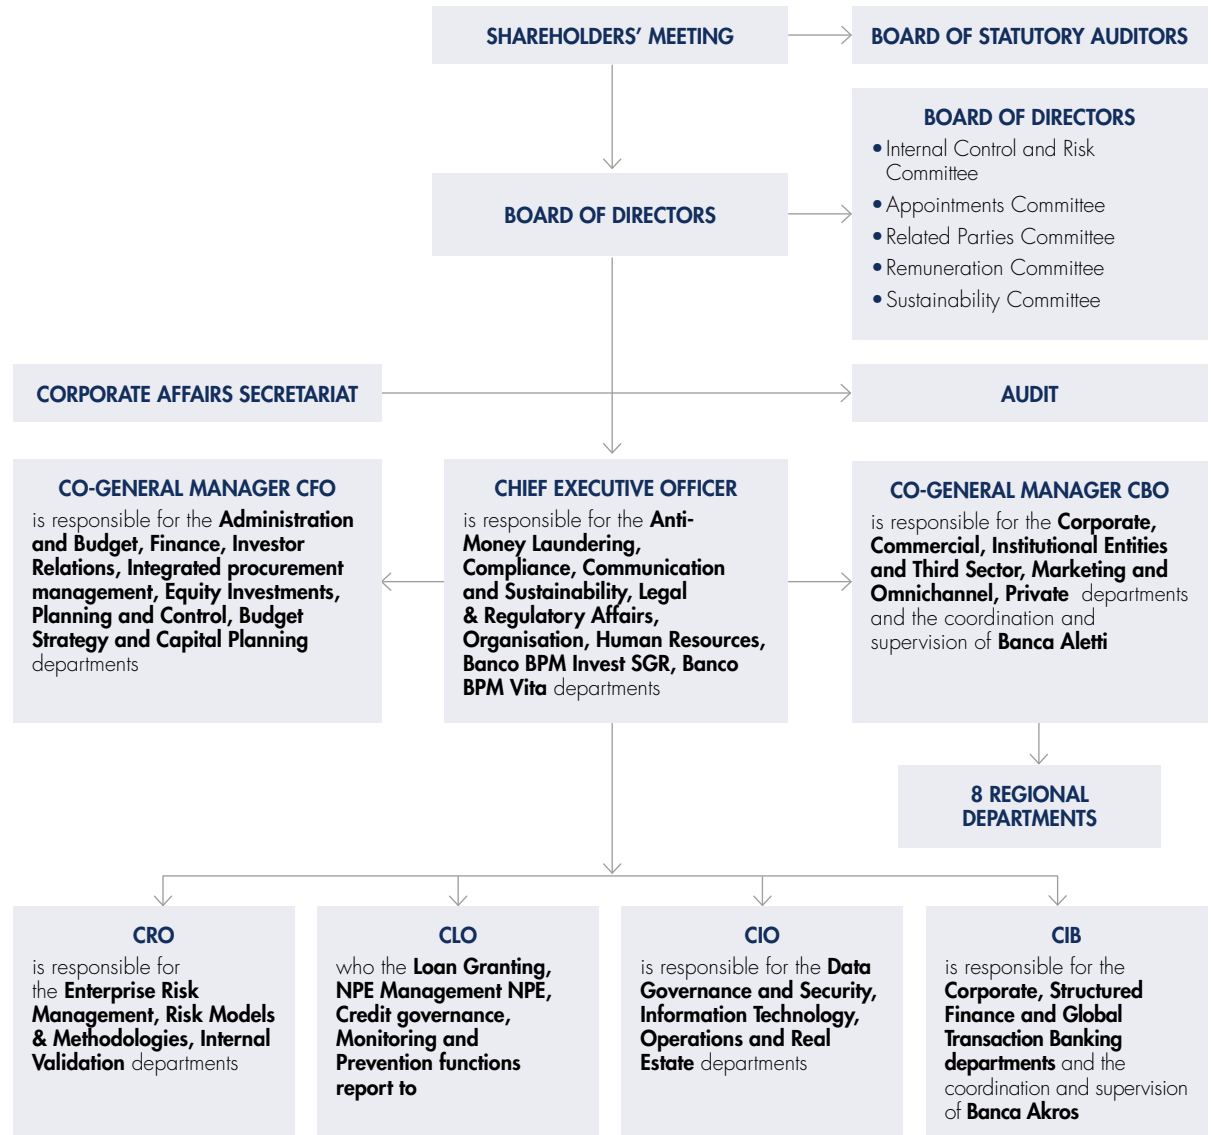 SHAREHOLDERS’ MEETING
BOARD OF STATUTORY AUDITORS
BOARD OF DIRECTORS
BOARD OF DIRECTORS
• Internal Control and Risk
Committee
• Appointments Committee
• Related Parties Committee
• Remuneration Committee
• Sustainability Committee
CORPORATE AFFAIRS SECRETARIAT
AUDIT
CO-GENERAL MANAGER CFO
is responsible for the Administration
and Budget, Finance, Investor
Relations, Integrated procurement
management, Equity Investments,
Planning and Control, Budget
Strategy and Capital Planning
departments
CHIEF EXECUTIVE OFFICER
is responsible for the Anti-
Money Laundering,
Compliance, Communication
and Sustainability, Legal
& Regulatory Affairs,
Organisation, Human Resources,
Banco BPM Invest SGR, Banco
BPM Vita departments
CO-GENERAL MANAGER CBO
is responsible for the Corporate,
Commercial, Institutional Entities
and Third Sector, Marketing and
Omnichannel, Private departments
and the coordination and
supervision of Banca Aletti
8 REGIONAL
DEPARTMENTS
CRO
is responsible for
the Enterprise Risk
Management, Risk Models
& Methodologies, Internal
Validation departments
CLO
who the Loan Granting,
NPE Management NPE,
Credit governance,
Monitoring and
Prevention functions
report to
CIO
is responsible for the Data
Governance and Security,
Information Technology,
Operations and Real
Estate departments
CIB
is responsible for the
Corporate, Structured
Finance and Global
Transaction Banking
departments and the
coordination and supervision
of Banca Akros